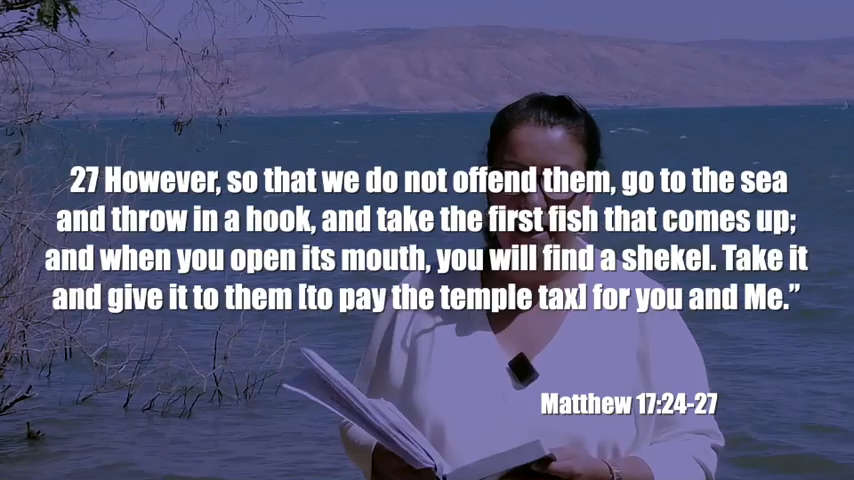 27 However, so that we do not offend them, go to the sea
and throw in a hook, and take the first fish that comes up;
and when you open its mouth, you will find a shekel. Take it
and give it to them [to pay the temple tax] for you and Me.”
Matthew 17:24-27